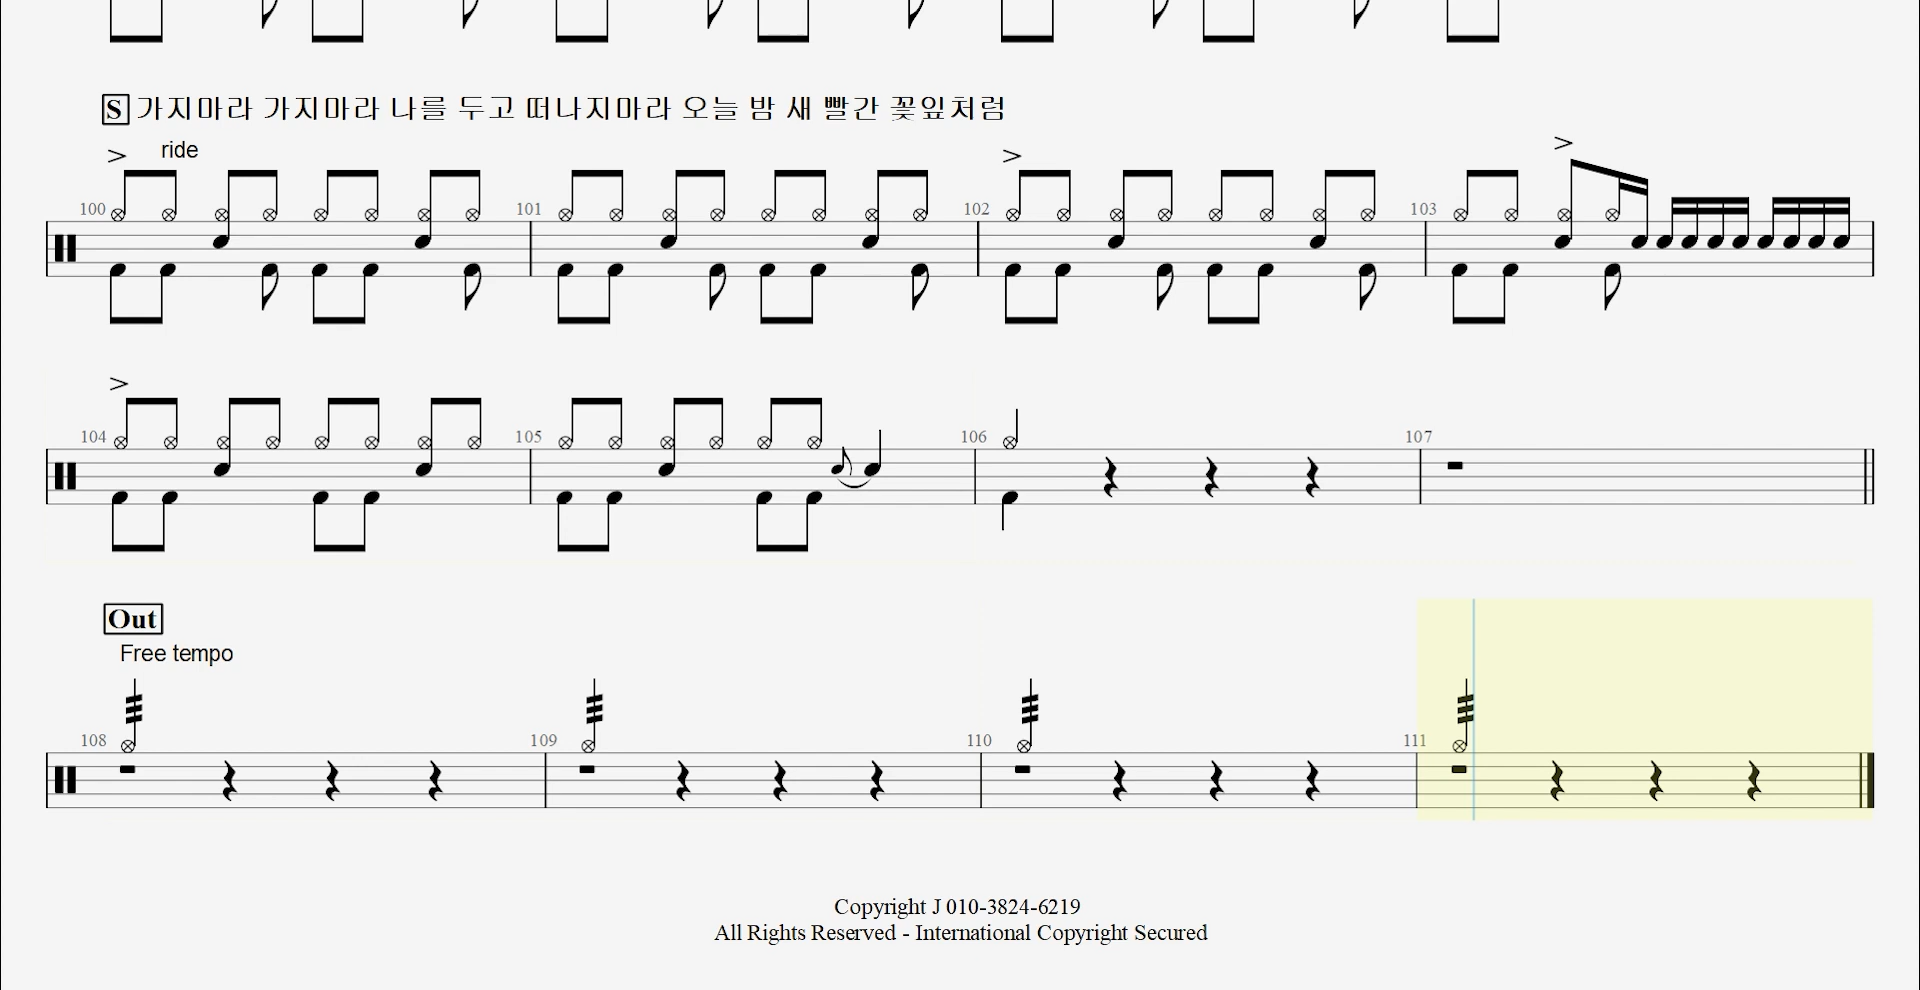 S 가지마라 가지마라 나를 두고 떠나지마라 오늘 밤 새 빨간 꽃잎처럼
ride
100 101 102 103
104 105 106 107
Out
Free tempo
108 109 110 111
Copyright J 010-3824-6219
All Rights Reserved - International Copyright Secured